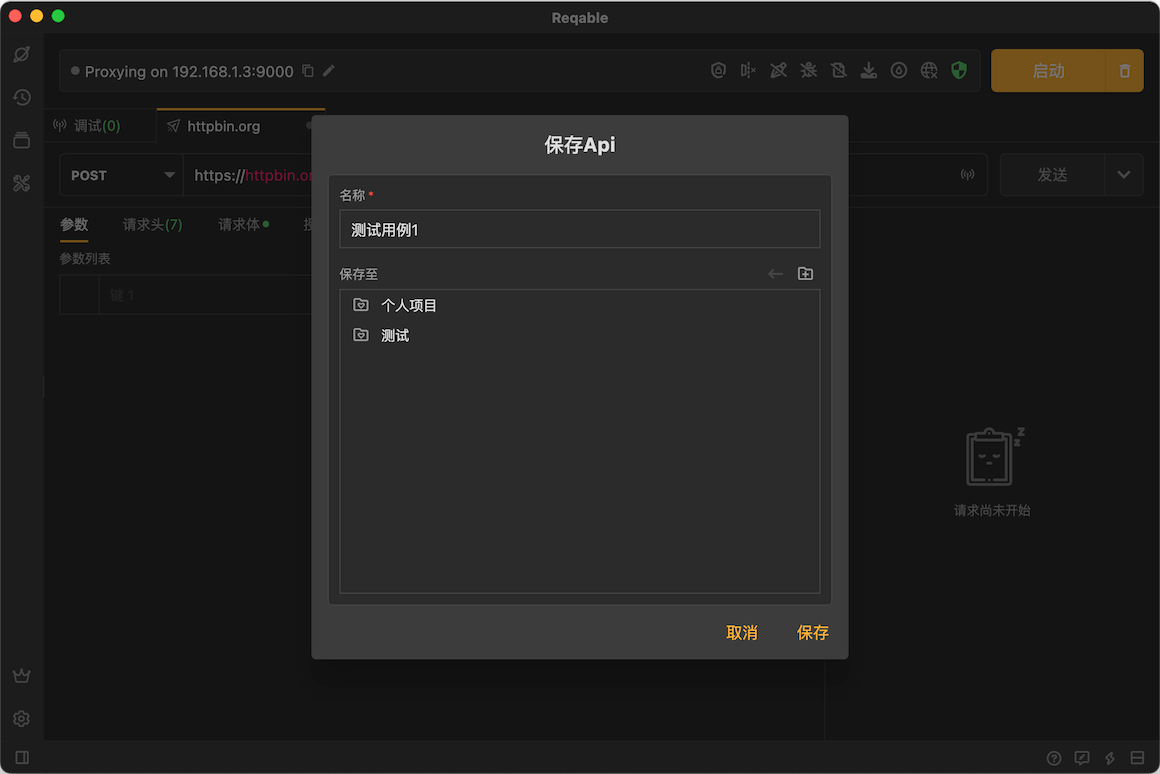 Reqable
Proxying on 192.168.1.3:9000
启动
调试(0)
httpbin.org
POST
https://httpbin.or
发送
参数
请求头(7)
请求体
参数列表
键 1
保存Api
名称 *
测试用例1
保存至
个人项目
测试
取消
保存
请求尚未开始